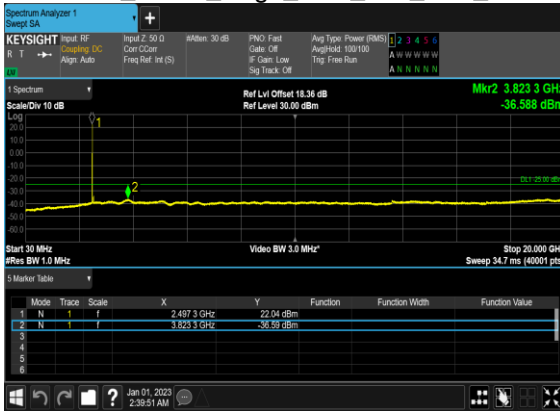 Spectrum Analyzer 1
Swept SA
KEYSIGHT Input: RF Input Z: 50 Ω #Atten: 30 dB PNO: Fast Avg Type: Power (RMS) 1 2 3 4 5 6
R T Coupling: DC Corr CCorr Gate: Off Avg|Hold: 100/100 A W W W W W
Align: Auto Freq Ref: Int (S) IF Gain: Low Trig: Free Run
LW Sig Track: Off A N N N N N
1 Spectrum Ref Lvl Offset 18.36 dB Mkr2 3.823 3 GHz
Scale/Div 10 dB Ref Level 30.00 dBm -36.588 dBm
Log
20.0
10.0
0.00
-10.0
-20.0
-30.0
-40.0
-50.0
-60.0
1
2
DL1 -25.00 dBm
Start 30 MHz Video BW 3.0 MHz* Stop 20.000 GHz
#Res BW 1.0 MHz Sweep 34.7 ms (40001 pts)
5 Marker Table
Mode Trace Scale X Y Function Function Width Function Value
1 N 1 f 2.497 3 GHz 22.04 dBm
2 N 1 f 3.823 3 GHz -36.59 dBm
3
4
5
6
Jan 01, 2023
2:39:51 AM